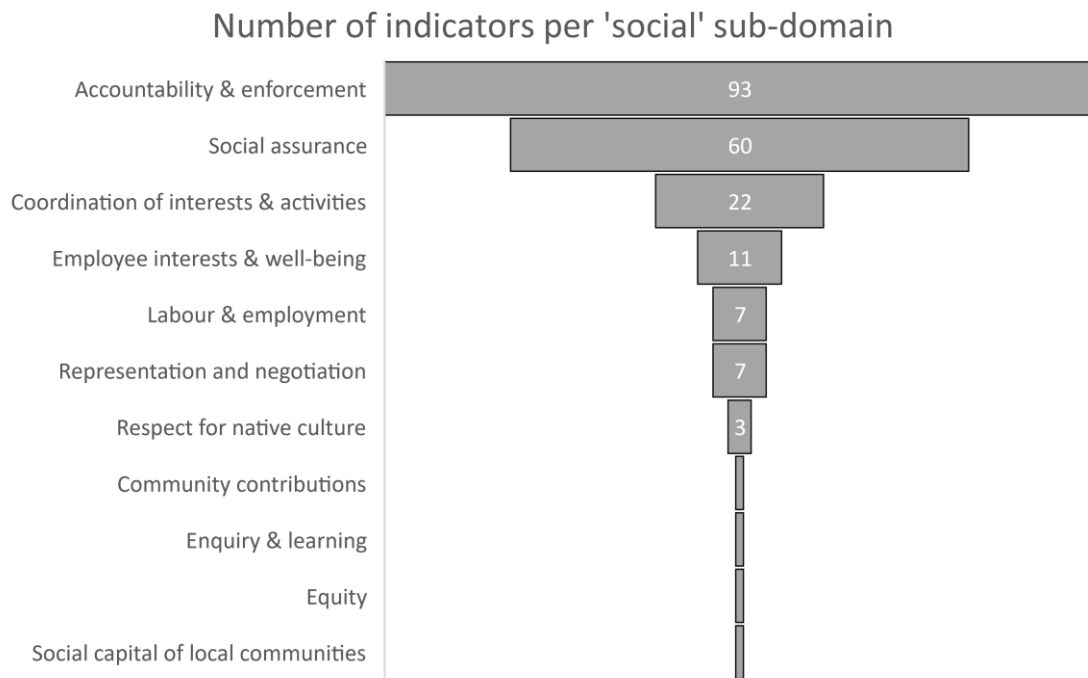 Number of indicators per 'social' sub-domain
Accountability & enforcement 93
Social assurance 60
Coordination of interests & activities 22
Employee interests & well-being 11
Labour & employment 7
Representation and negotiation 7
Respect for native culture 3
Community contributions
Enquiry & learning
Equity
Social capital of local communities